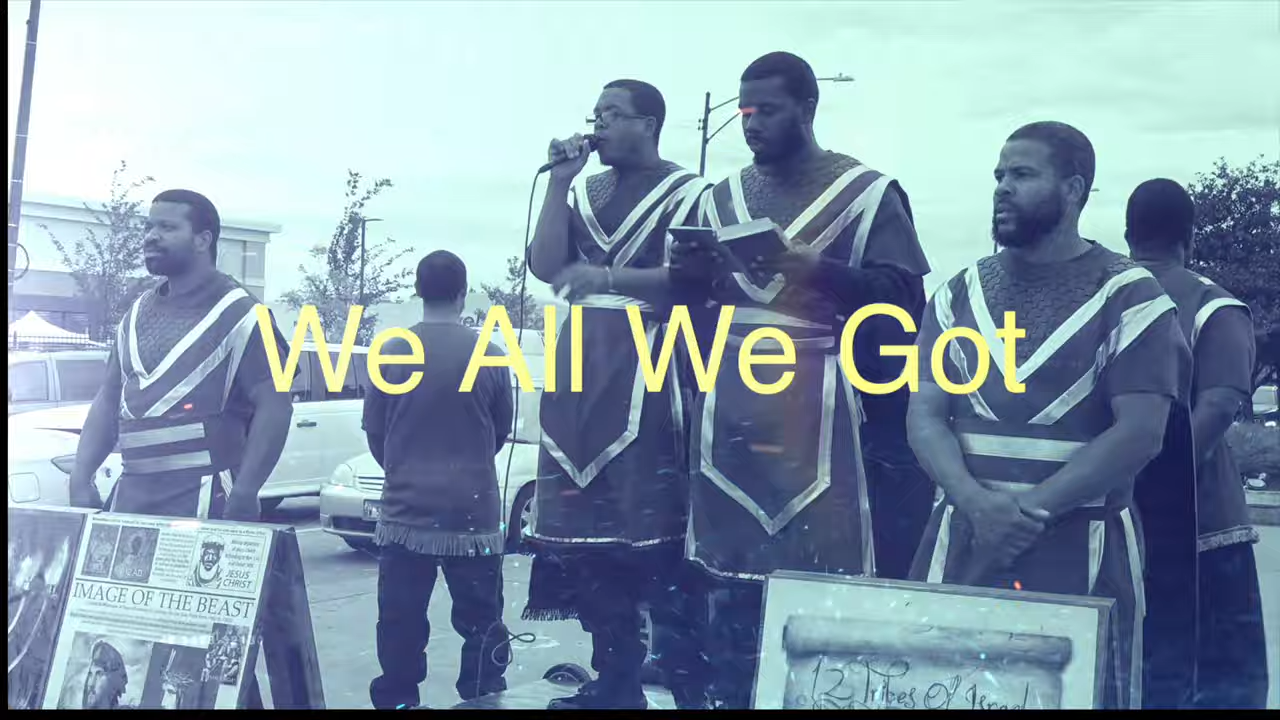 We All We Got
JESUS
CHRIST
IMAGE OF THE BEAST
12 Tribes Of Israel